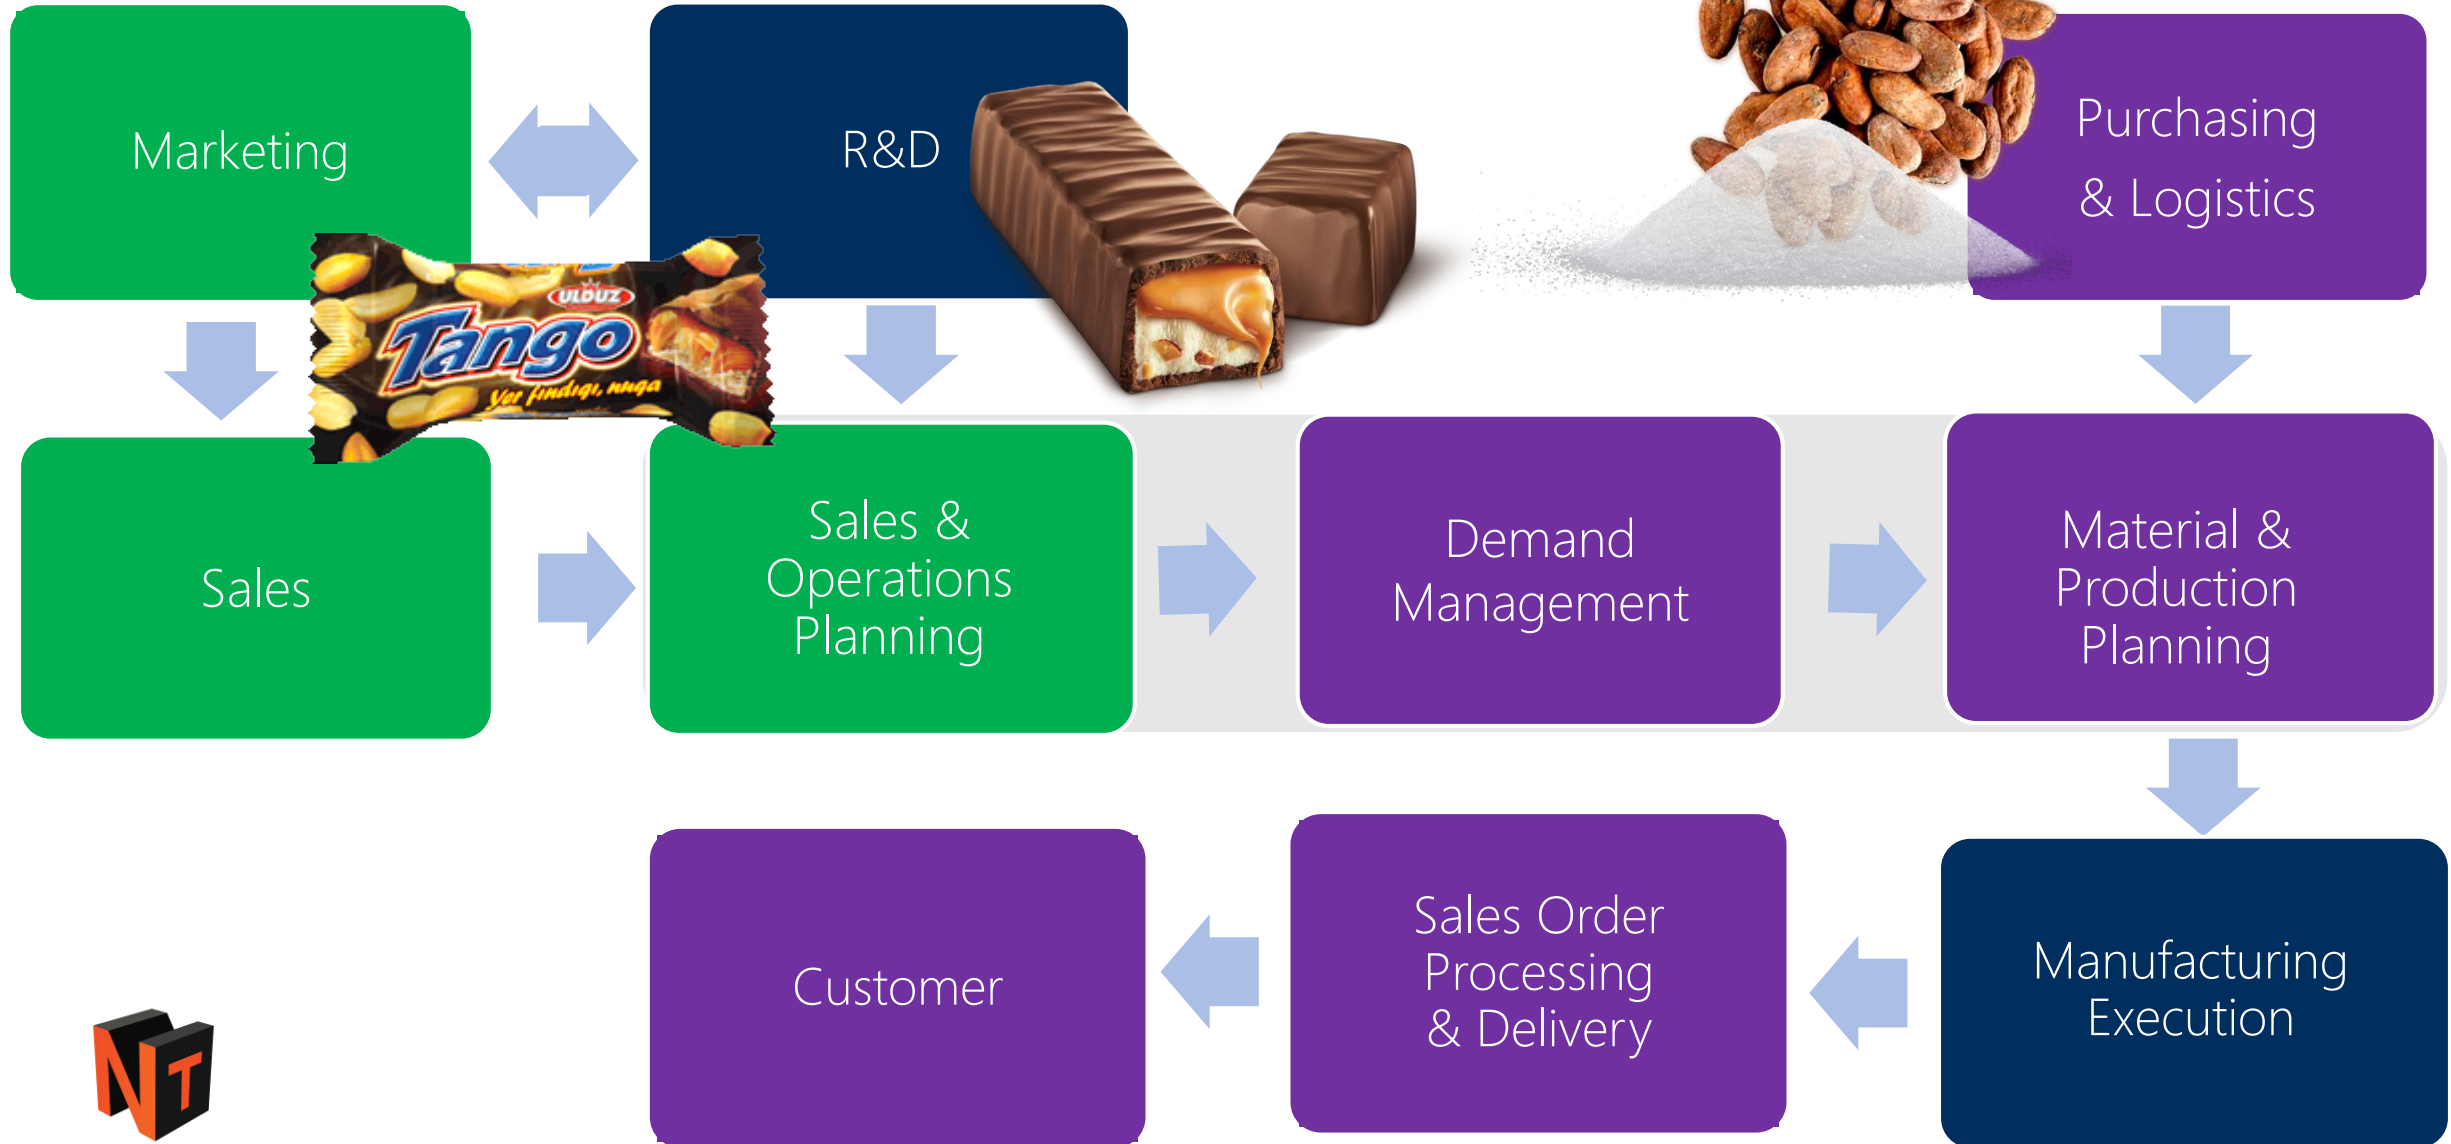 Marketing
R&D
Purchasing
& Logistics
ULDUZ
Tango
Yer fındığı, nuga
Sales
Sales &
Operations
Planning
Demand
Management
Material &
Production
Planning
Customer
Sales Order
Processing
& Delivery
Manufacturing
Execution
NT